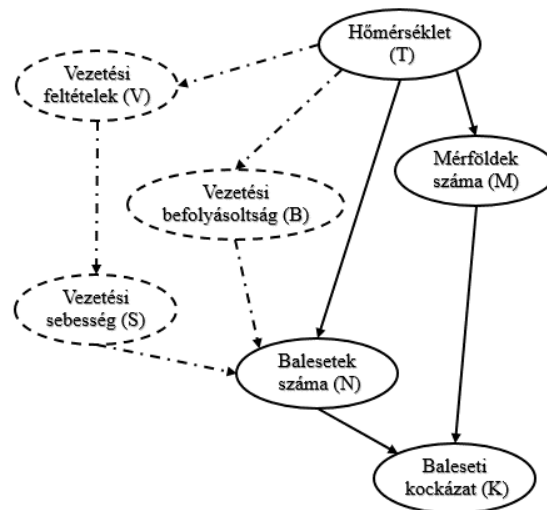 Hőmérséklet
(T)
Vezetési
feltételek (V)
Mérföldek
száma (M)
Vezetési
befolyásoltság (B)
Vezetési
sebesség (S)
Balesetek
száma (N)
Baleseti
kockázat (K)